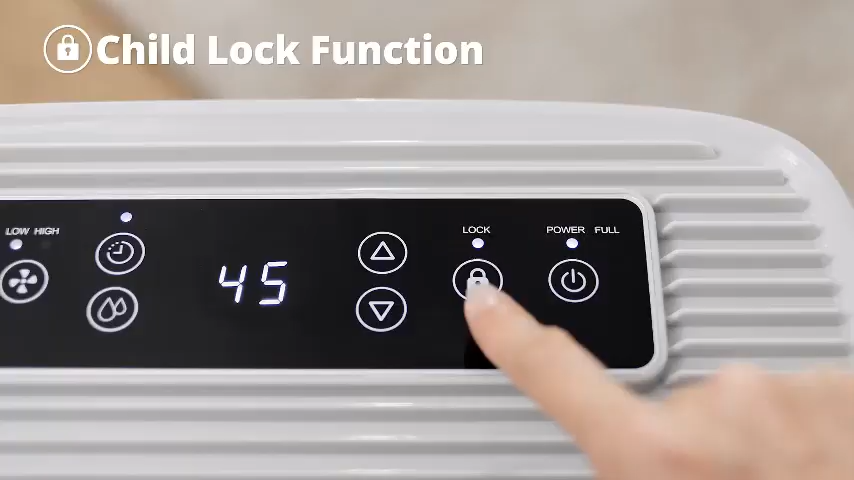 Child Lock Function
LOW HIGH
LOCK
POWER FULL
45